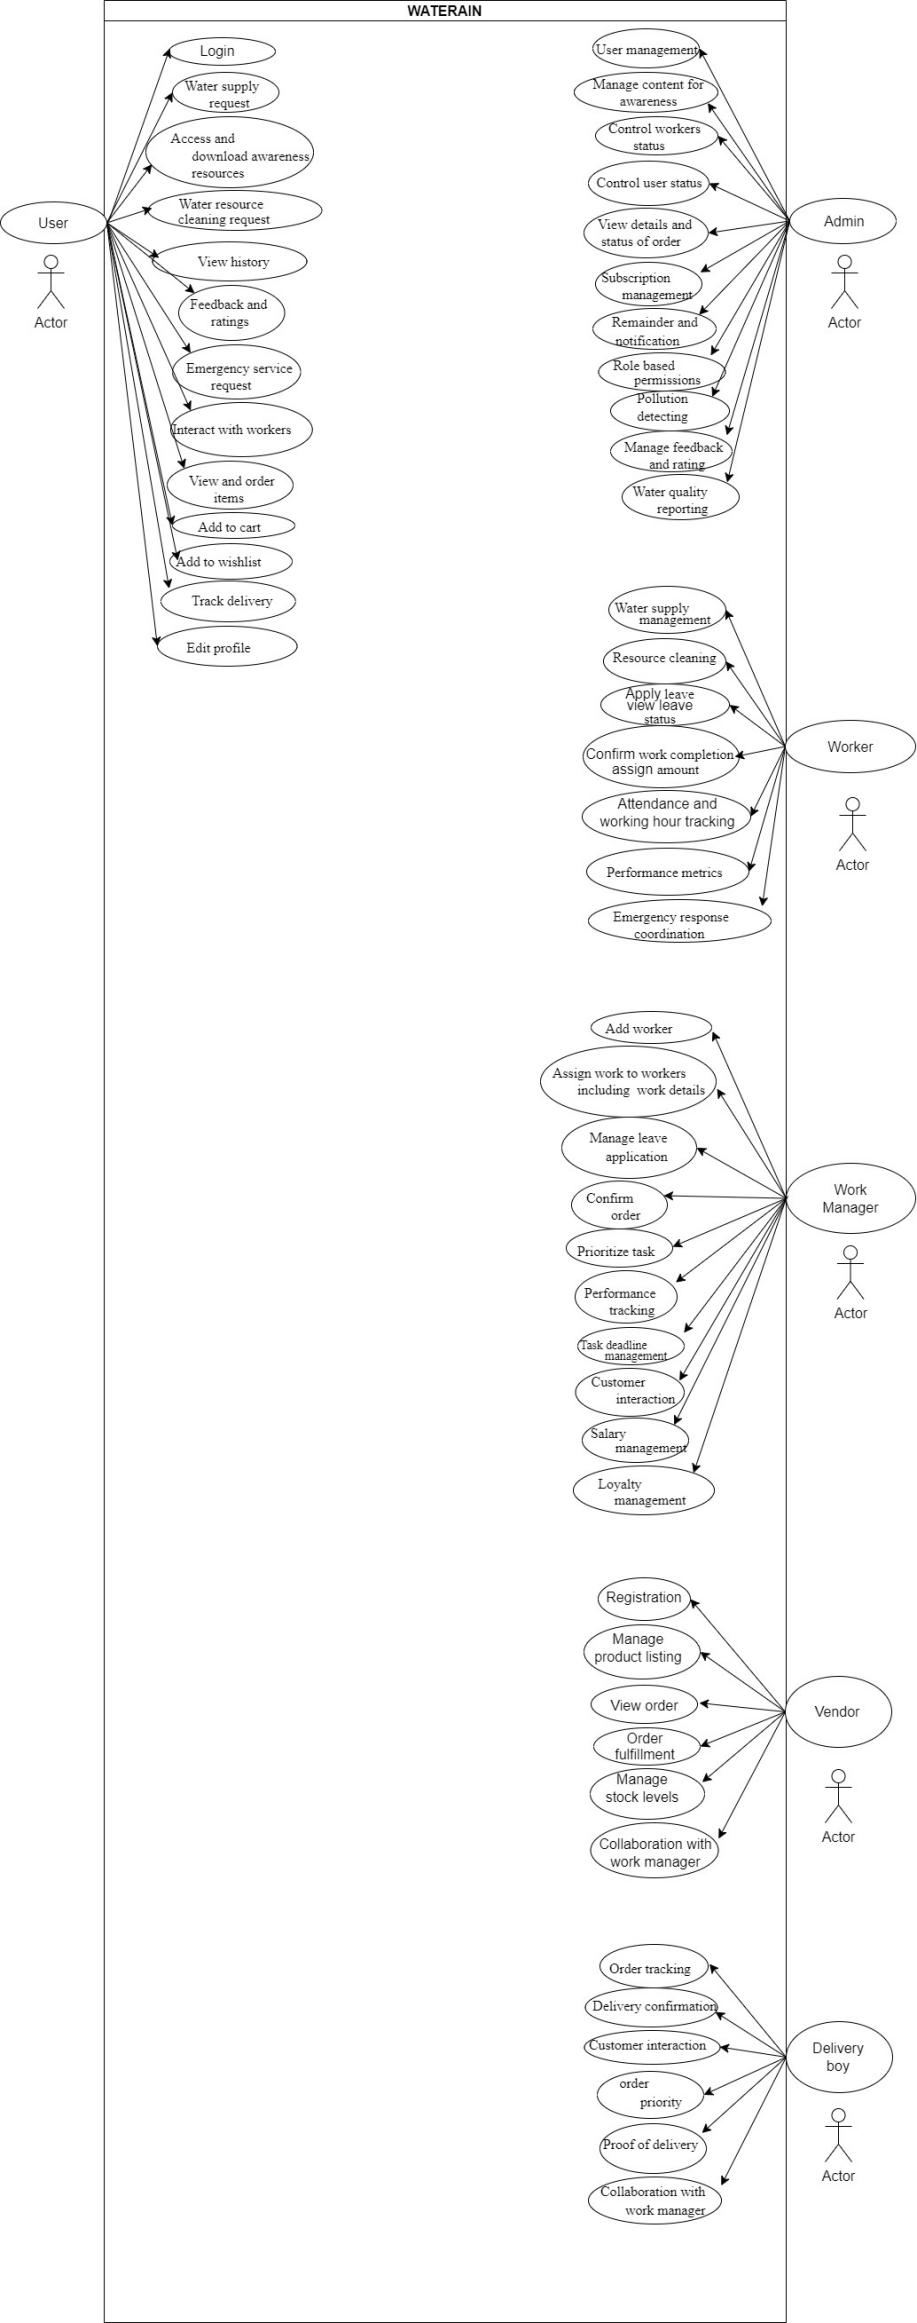 WATERAIN
Login
Water supply
request
Access and
download awareness
resources
Water resource
cleaning request
User
Actor
View history
Feedback and
ratings
Emergency service
request
Interact with workers
View and order
items
Add to cart
Add to wishlist
Track delivery
Edit profile
User management
Manage content for
awareness
Control workers
status
Control user status
View details and
status of order
Subscription
management
Remainder and
notification
Role based
permissions
Pollution
detecting
Manage feedback
and rating
Water quality
reporting
Admin
Actor
Water supply
management
Resource cleaning
Apply leave
view leave
status
Confirm work completion
assign amount
Attendance and
working hour tracking
Performance metrics
Emergency response
coordination
Worker
Actor
Add worker
Assign work to workers
including work details
Manage leave
application
Confirm
order
Prioritize task
Performance
tracking
Task deadline
management
Customer
interaction
Salary
management
Loyalty
management
Work
Manager
Actor
Registration
Manage
product listing
View order
Order
fulfillment
Manage
stock levels
Collaboration with
work manager
Vendor
Actor
Order tracking
Delivery confirmation
Customer interaction
order
priority
Proof of delivery
Collaboration with
work manager
Delivery
boy
Actor